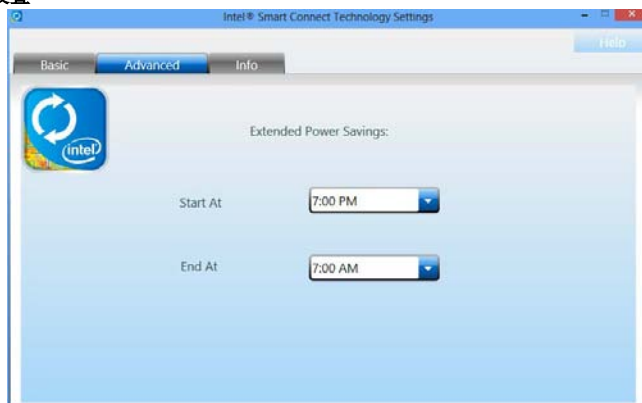 Intel® Smart Connect Technology Settings
Help
Basic Advanced Info
intel
Extended Power Savings:
Start At 7:00 PM
End At 7:00 AM